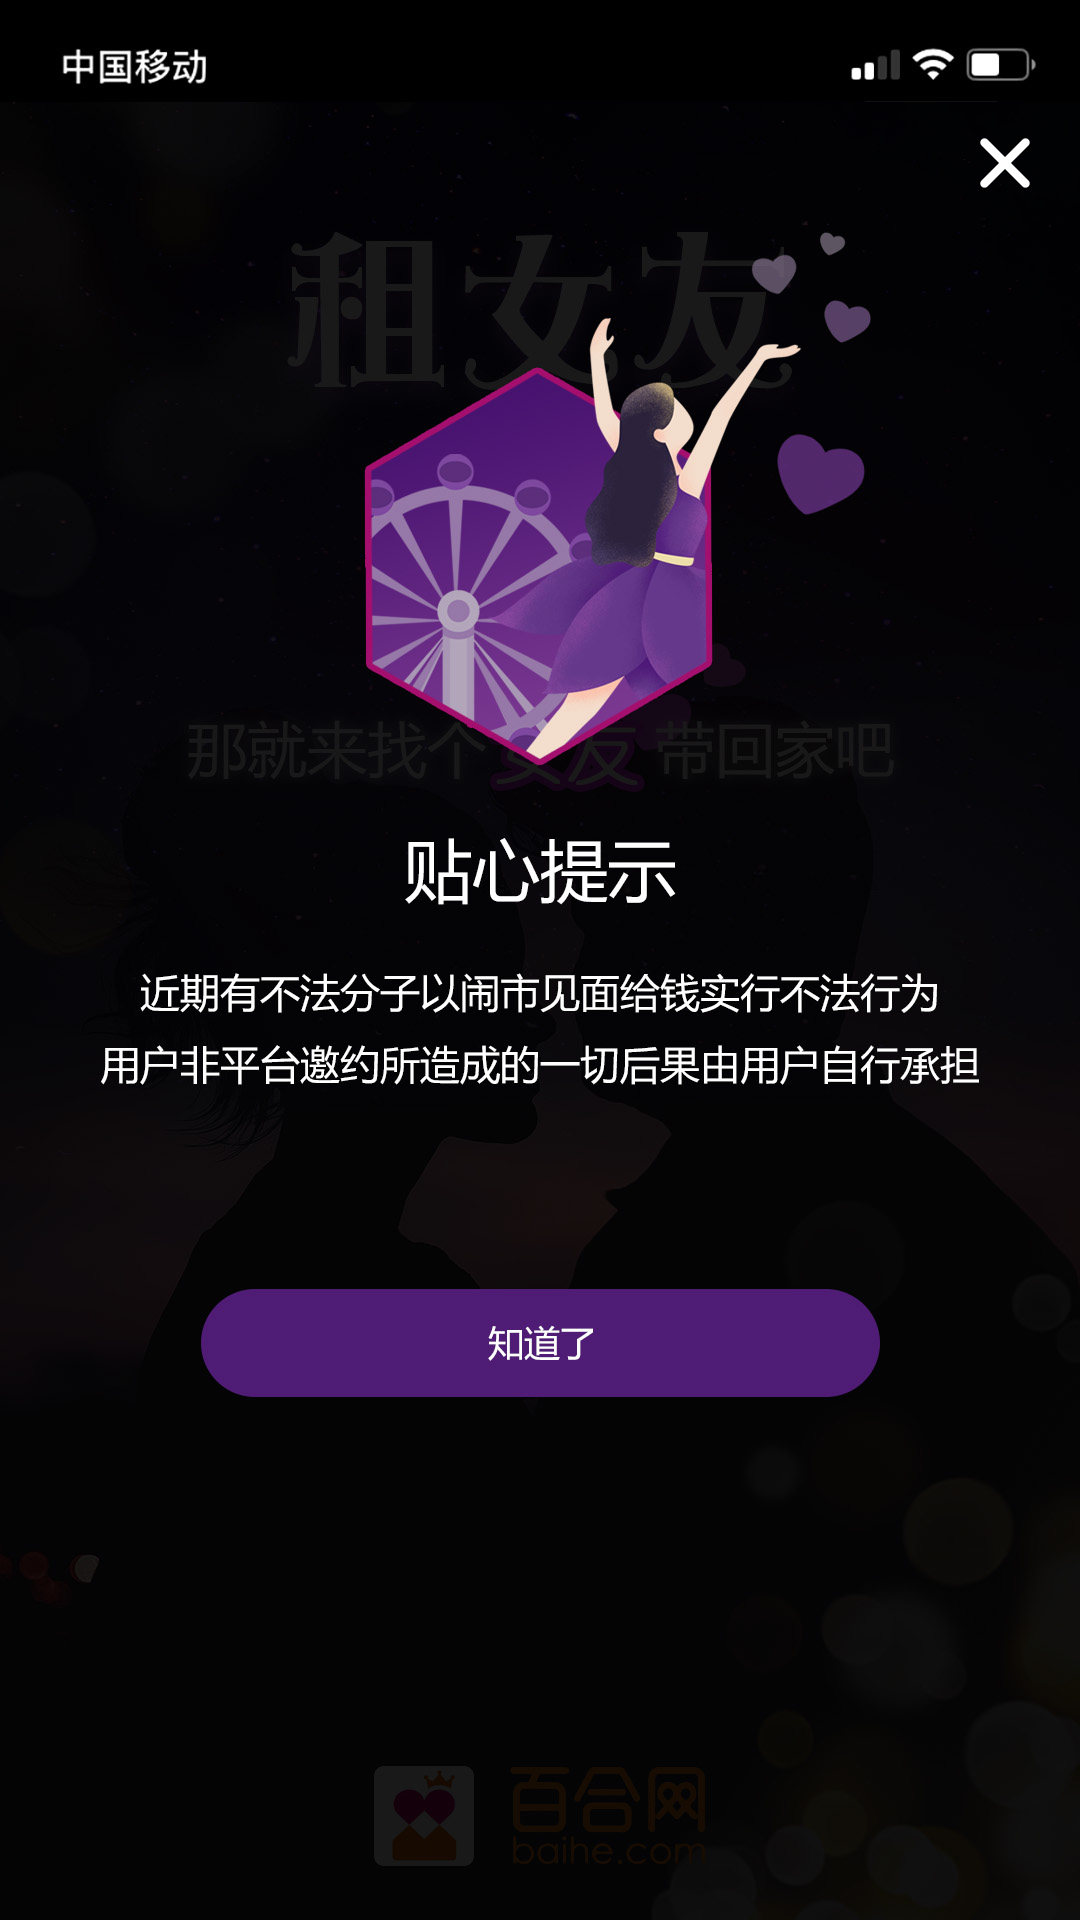 中国移动
租女友
那就来找个女友带回家吧
贴心提示
近期有不法分子以闹市见面给钱实行不法行为
用户非平台邀约所造成的一切后果由用户自行承担
知道了
百合网
baihe.com